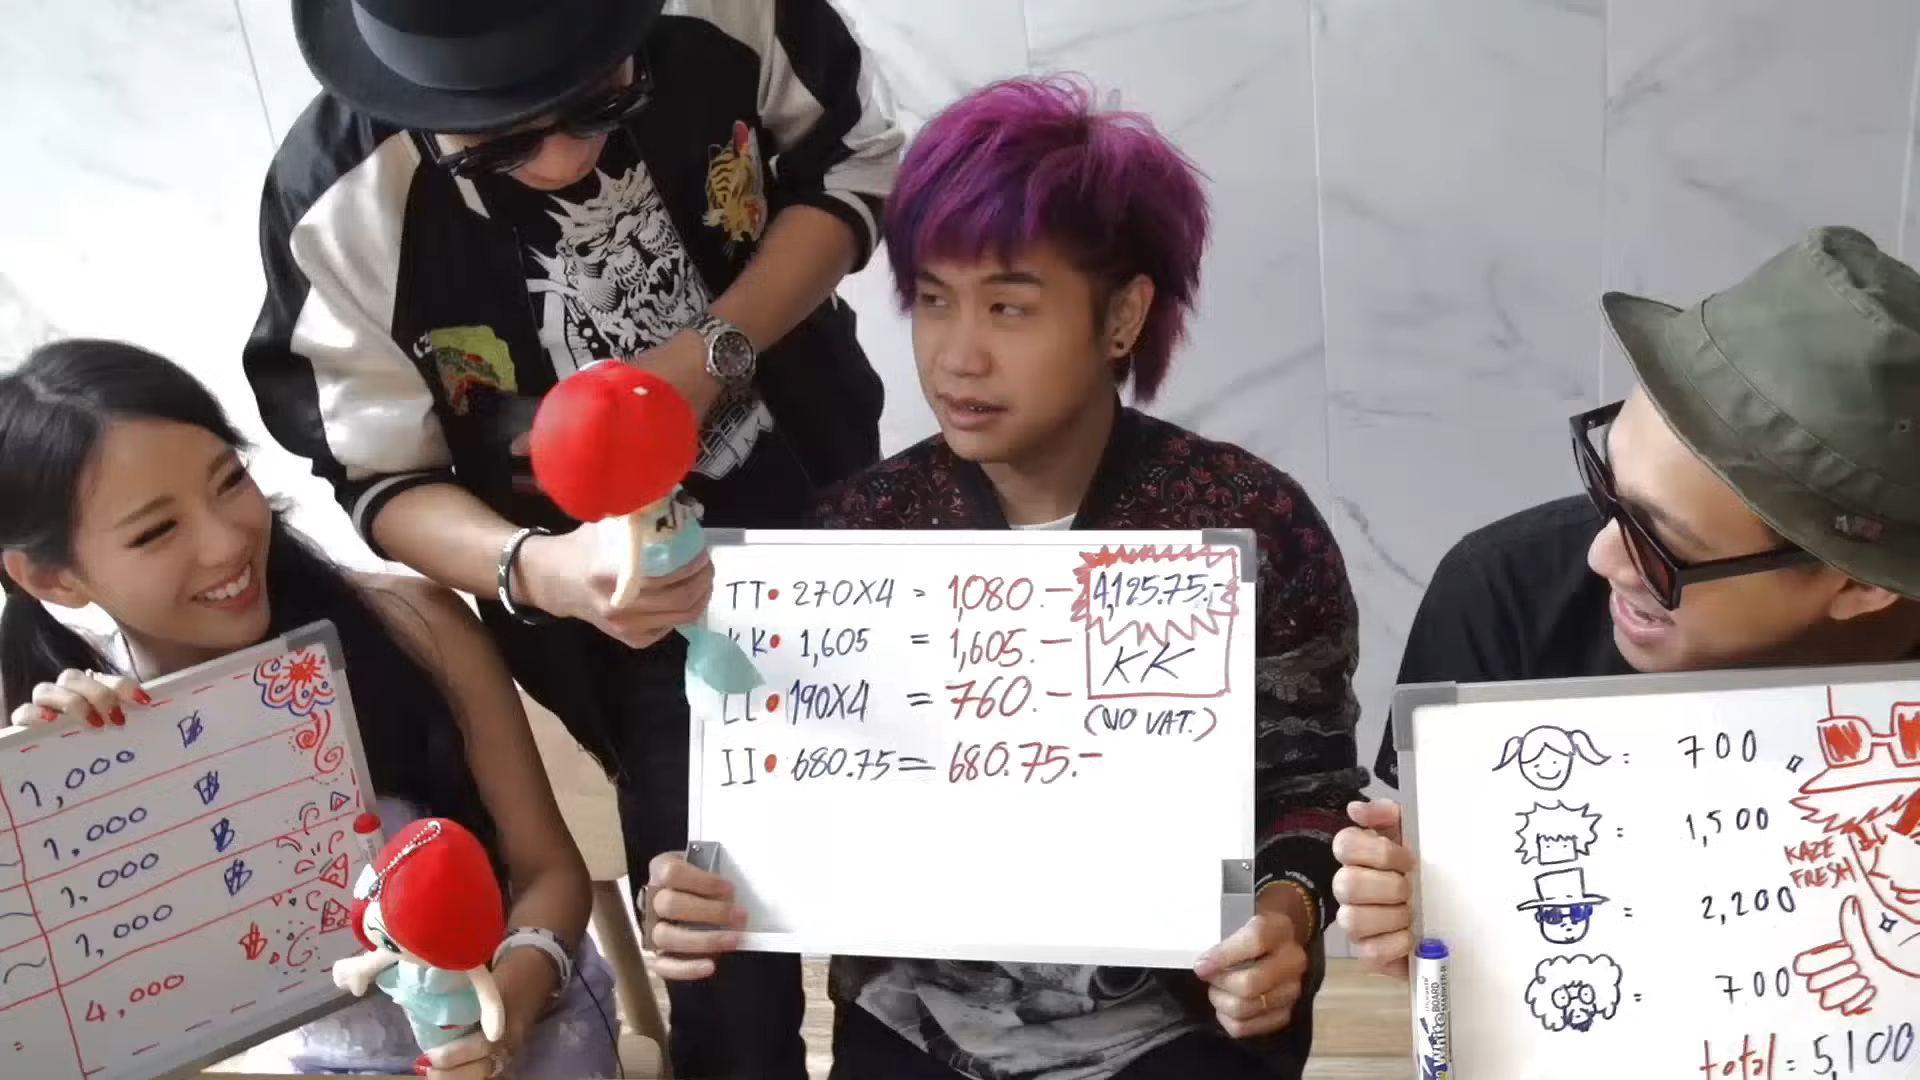 1,000 ฿
1,000 ฿
1,000 ฿
1,000 ฿
4,000 ฿
=
TT• 270X4 = 1,080.—
KK• 1,605 = 1,605.—
LL• 190X4 = 760.—
II• 680.75 = 680.75.—
4,125.75.—
KK
(NO VAT.)
: 700
: 1,500
= 2,200
= 700
total = 5,100
KAZE
FRESH